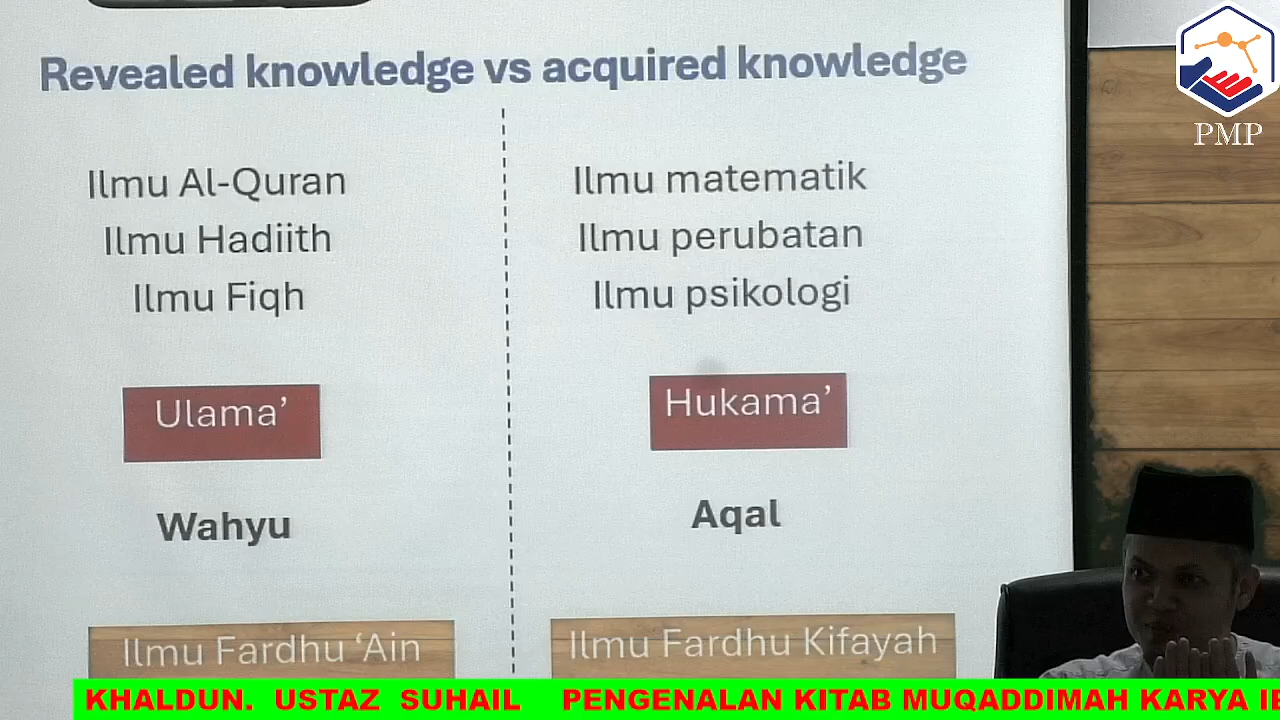 Revealed knowledge vs acquired knowledge
Ilmu Al-Quran
Ilmu Hadiith
Ilmu Fiqh
Ulama’
Wahyu
Ilmu Fardhu ‘Ain
Ilmu matematik
Ilmu perubatan
Ilmu psikologi
Hukama’
Aqal
Ilmu Fardhu Kifayah
PMP
KHALDUN. USTAZ SUHAIL PENGENALAN KITAB MUQADDIMAH KARYA